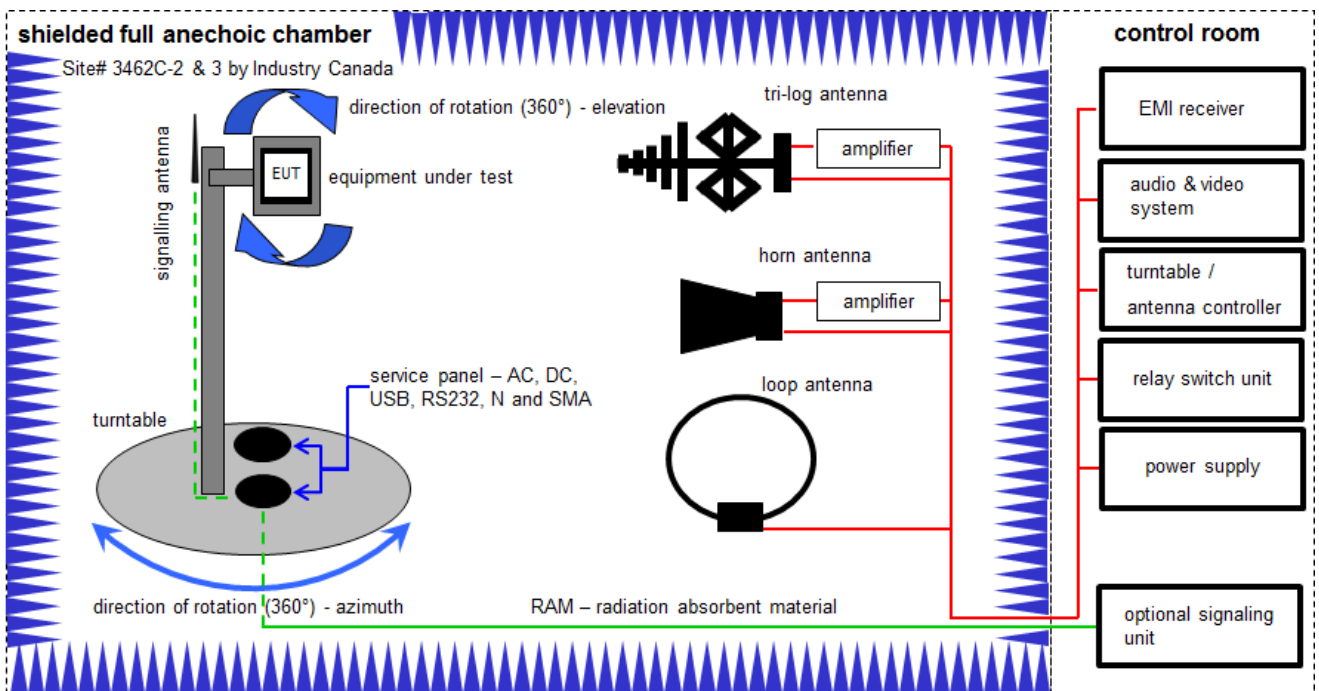 shielded full anechoic chamber
Site# 3462C-2 & 3 by Industry Canada
direction of rotation (360°) - elevation
signalling antenna
EUT
equipment under test
tri-log antenna
amplifier
horn antenna
amplifier
service panel – AC, DC,
USB, RS232, N and SMA
loop antenna
turntable
direction of rotation (360°) - azimuth
RAM – radiation absorbent material
control room
EMI receiver
audio & video
system
turntable /
antenna controller
relay switch unit
power supply
optional signaling
unit